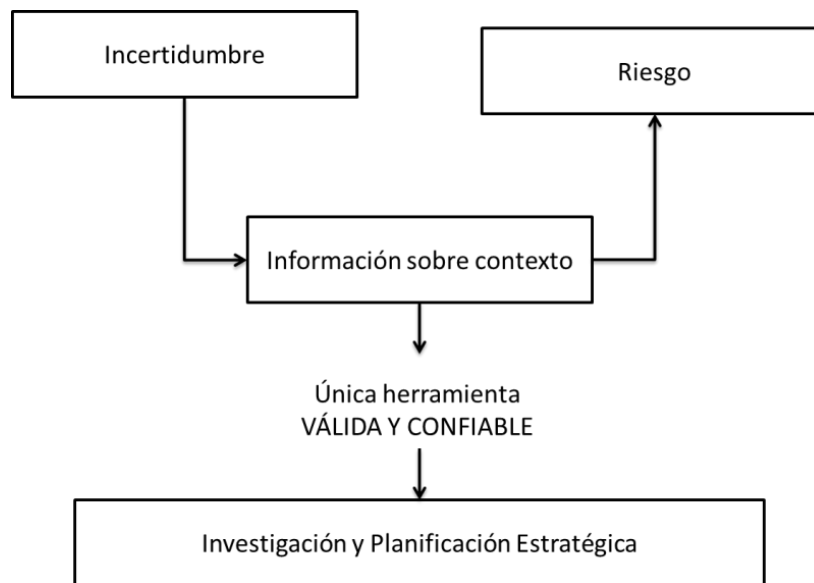 Incertidumbre
Riesgo
Información sobre contexto
Única herramienta
VÁLIDA Y CONFIABLE
Investigación y Planificación Estratégica